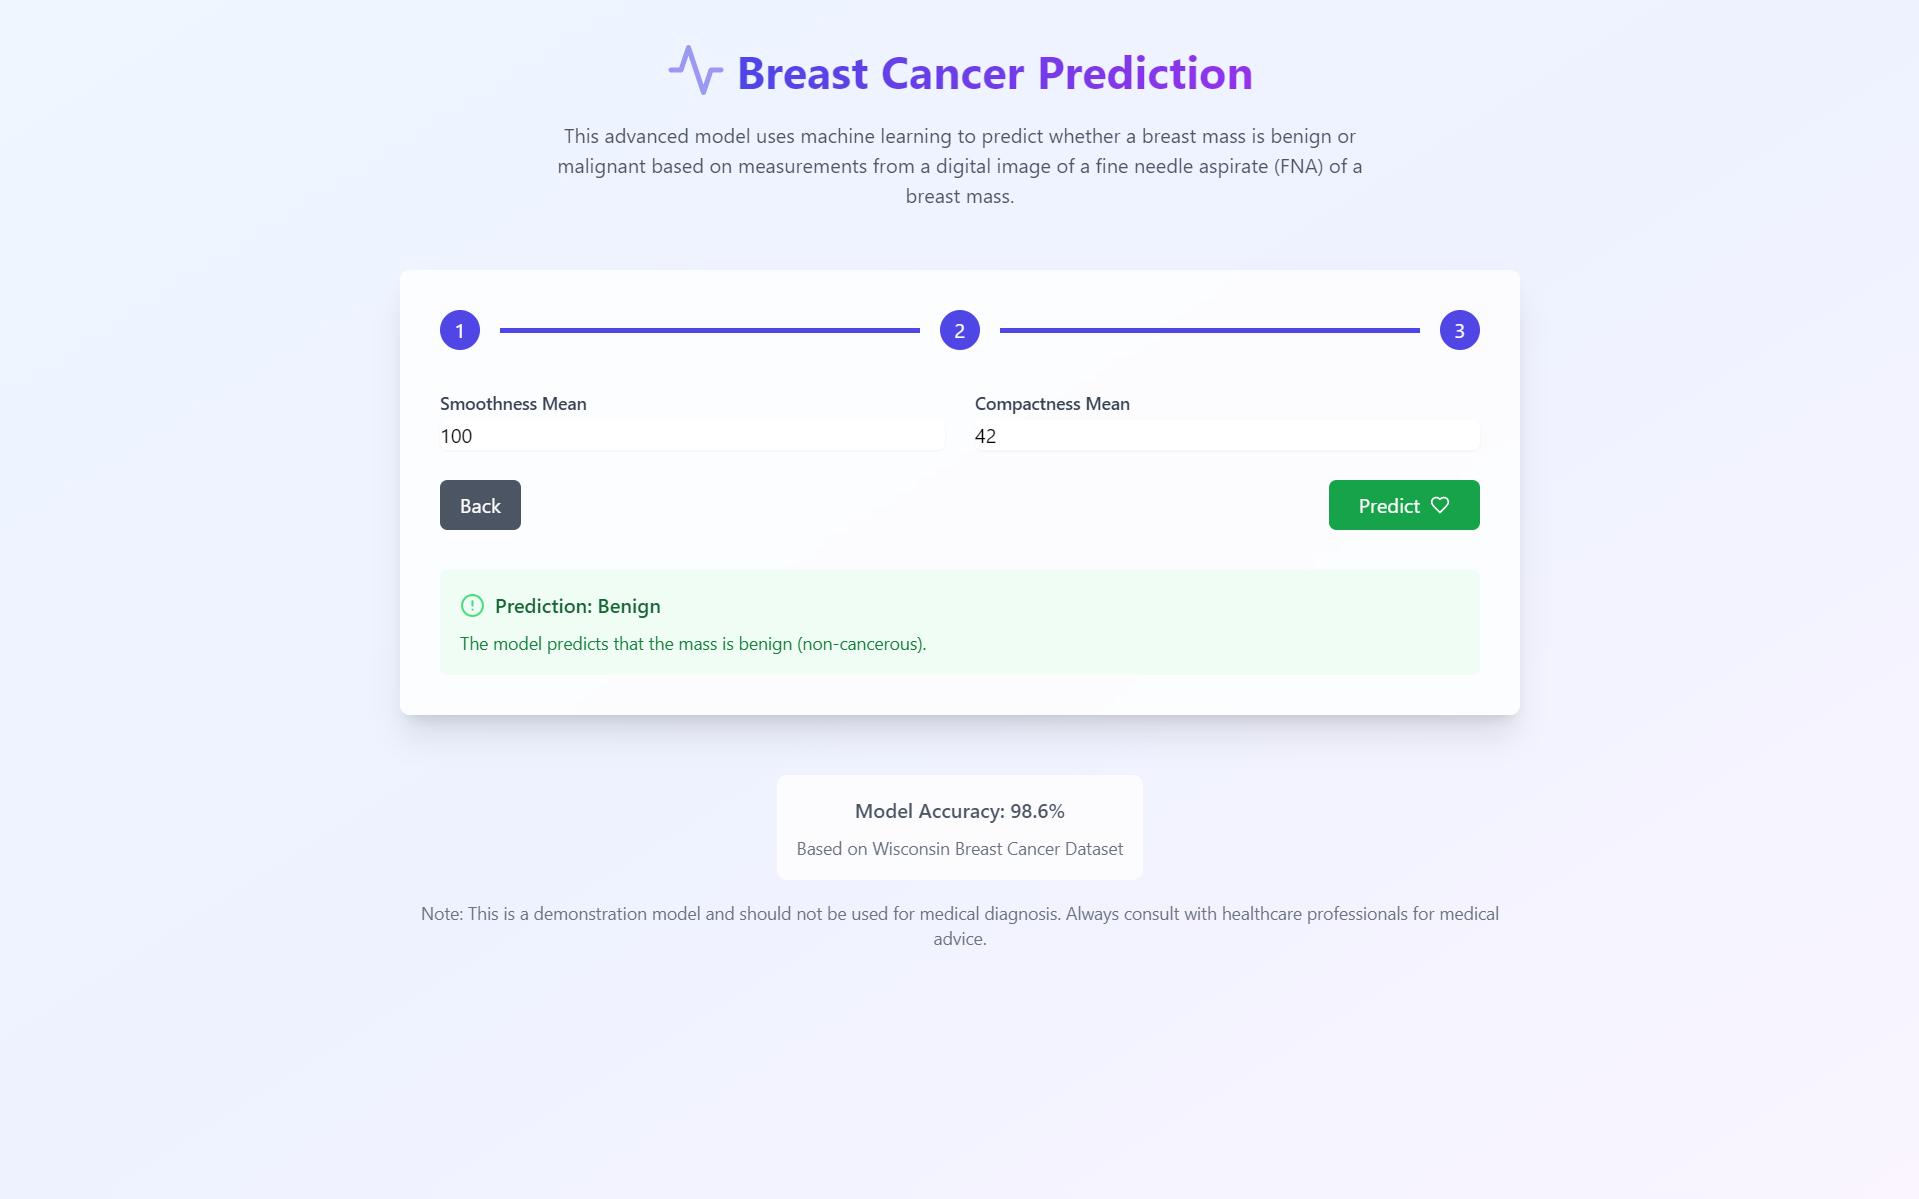 Breast Cancer Prediction
This advanced model uses machine learning to predict whether a breast mass is benign or
malignant based on measurements from a digital image of a fine needle aspirate (FNA) of a
breast mass.
1 2 3
Smoothness Mean Compactness Mean
100 42
Back Predict
Prediction: Benign
The model predicts that the mass is benign (non-cancerous).
Model Accuracy: 98.6%
Based on Wisconsin Breast Cancer Dataset
Note: This is a demonstration model and should not be used for medical diagnosis. Always consult with healthcare professionals for medical
advice.